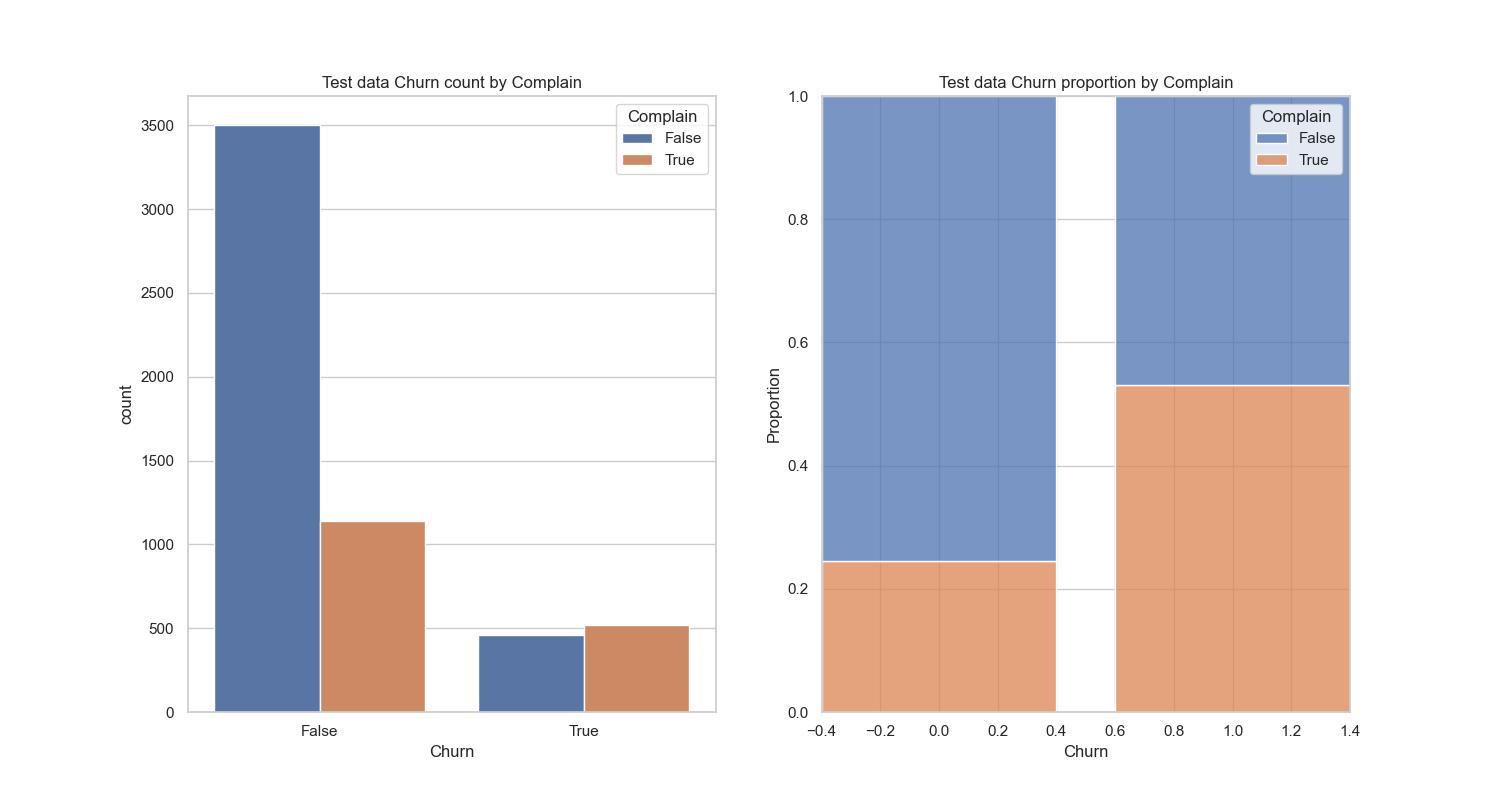 Test data Churn count by Complain
Complain
False
True
3500
3000
2500
2000
1500
1000
500
0
count
False
True
Churn
Test data Churn proportion by Complain
Complain
False
True
1.0
0.8
0.6
0.4
0.2
0.0
Proportion
−0.4 −0.2 0.0 0.2 0.4 0.6 0.8 1.0 1.2 1.4
Churn